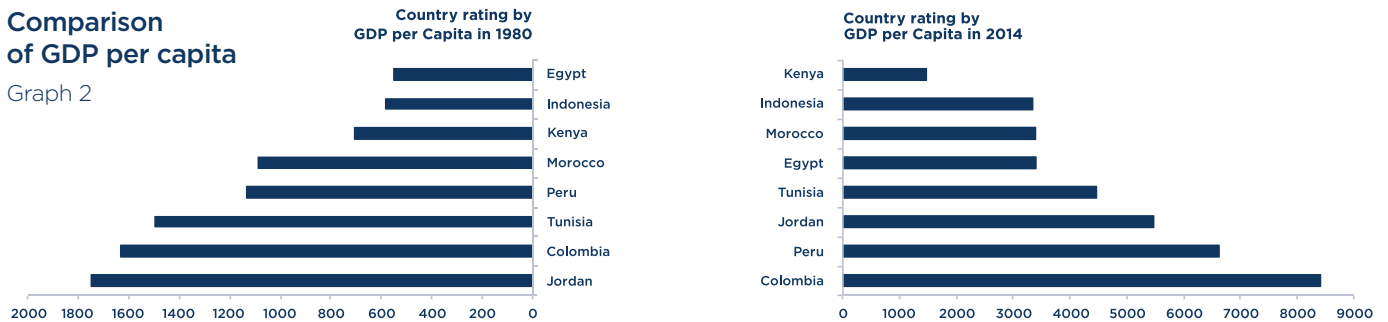 Comparison
of GDP per capita
Graph 2
Country rating by
GDP per Capita in 1980
Egypt
Indonesia
Kenya
Morocco
Peru
Tunisia
Colombia
Jordan
2000 1800 1600 1400 1200 1000 800 600 400 200 0
Country rating by
GDP per Capita in 2014
Kenya
Indonesia
Morocco
Egypt
Tunisia
Jordan
Peru
Colombia
0 1000 2000 3000 4000 5000 6000 7000 8000 9000